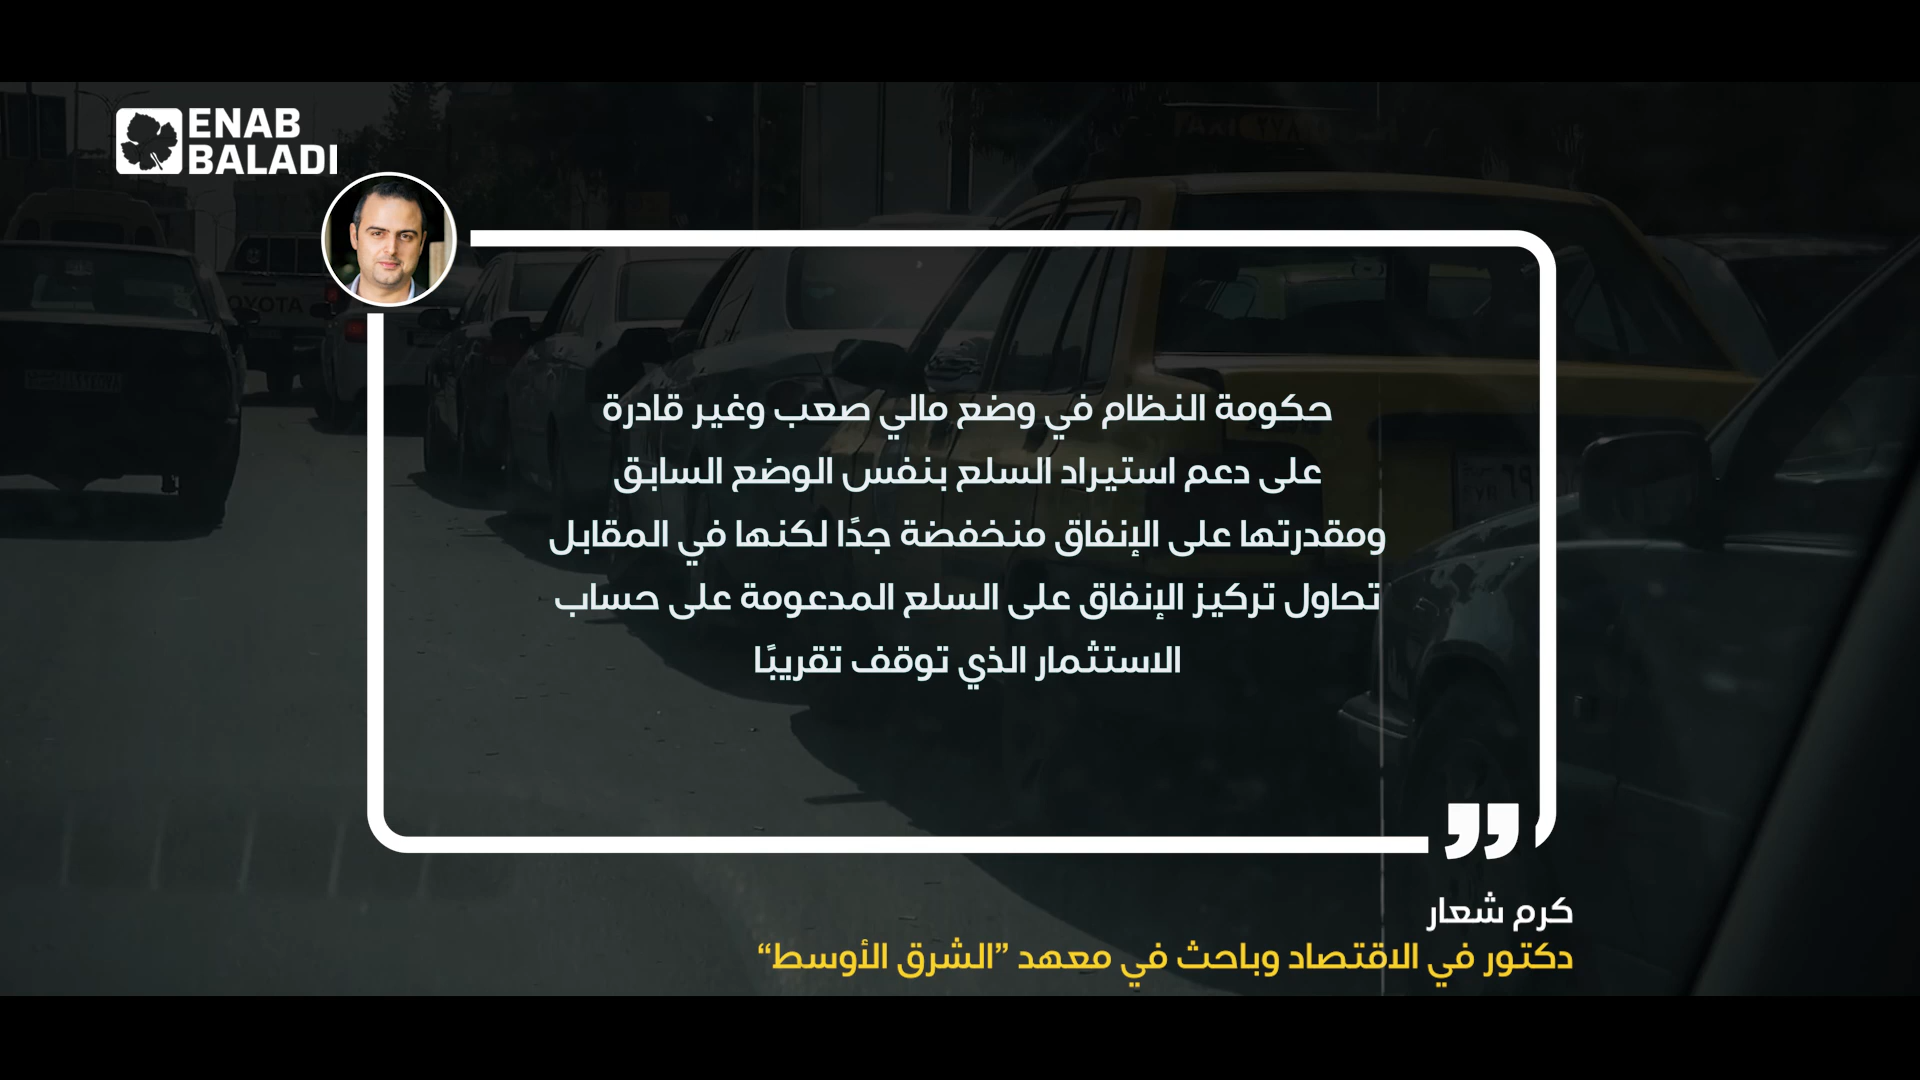 ENAB
BALADI
حكومة النظام في وضع مالي صعب وغير قادرة
على دعم استيراد السلع بنفس الوضع السابق
ومقدرتها على الإنفاق منخفضة جدًا لكنها في المقابل
تحاول تركيز الإنفاق على السلع المدعومة على حساب
الاستثمار الذي توقف تقريبًا
كرم شعار
دكتور في الاقتصاد وباحث في معهد ”الشرق الأوسط“